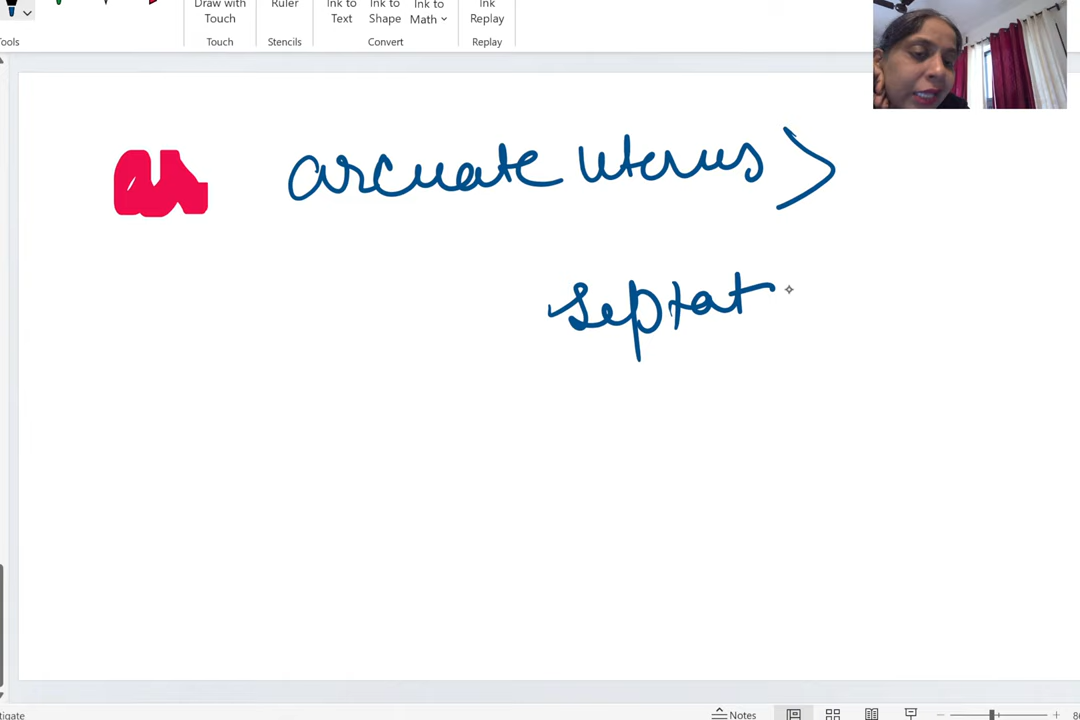 Draw with Touch
Ruler
Ink to Text
Ink to Shape
Ink to Math
Ink Replay
Tools
Touch
Stencils
Convert
Replay
arcuate uterus >
septat
Notes